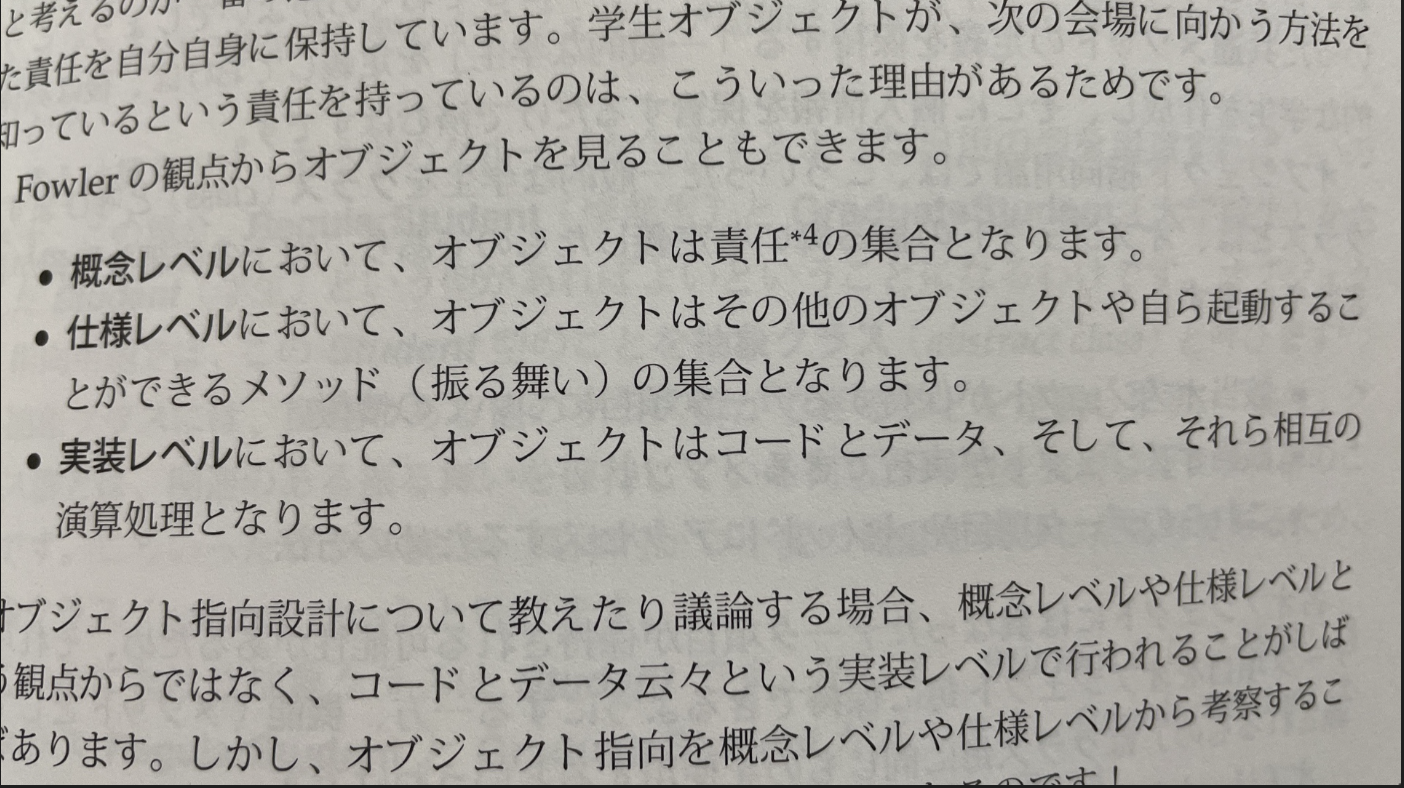 と考えるのが
た責任を自分自身に保持しています。学生オブジェクトが、次の会場に向かう方法を
知っているという責任を持っているのは、こういった理由があるためです。
Fowler の観点からオブジェクトを見ることもできます。
• 概念レベルにおいて、オブジェクトは責任*4の集合となります。
• 仕様レベルにおいて、オブジェクトはその他のオブジェクトや自ら起動するこ
とができるメソッド（振る舞い）の集合となります。
• 実装レベルにおいて、オブジェクトはコードとデータ、そして、それら相互の
演算処理となります。
オブジェクト指向設計について教えたり議論する場合、概念レベルや仕様レベルと
う観点からではなく、コードとデータ云々という実装レベルで行われることがしば
ばあります。しかし、オブジェクト指向を概念レベルや仕様レベルから考察するこ
るのです！